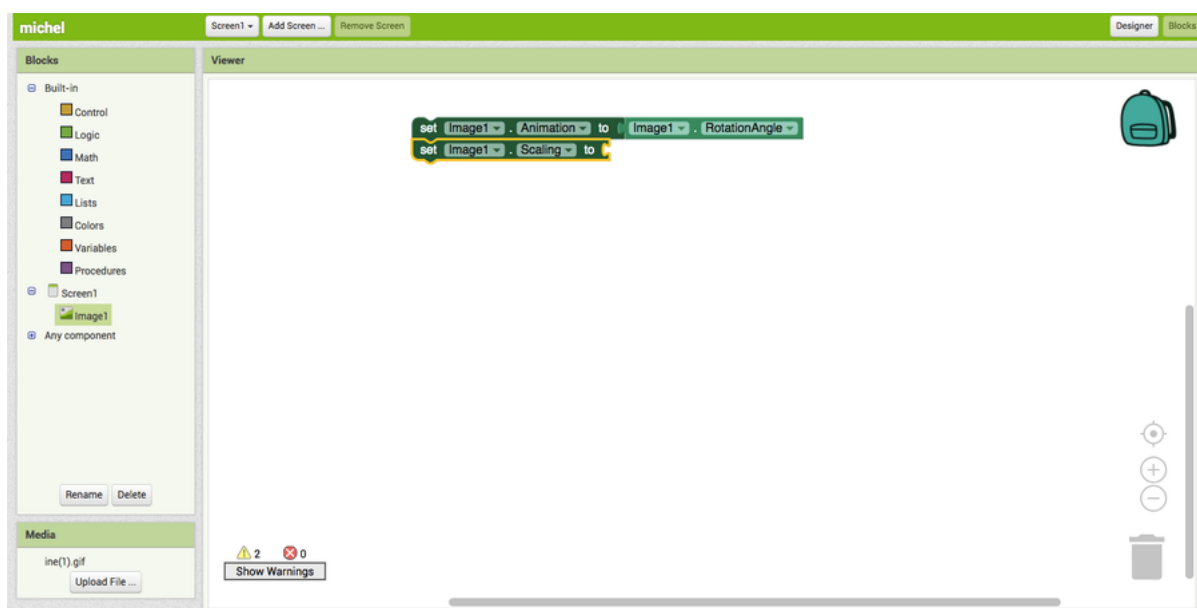 michel Screen1 Add Screen ... Remove Screen Designer Blocks
Blocks
Built-in
Control
Logic
Math
Text
Lists
Colors
Variables
Procedures
Screen1
Image1
Any component
Rename Delete
Media
ine(1).gif
Upload File ...
Viewer
set Image1 . Animation to Image1 . RotationAngle
set Image1 . Scaling to
2 0
Show Warnings